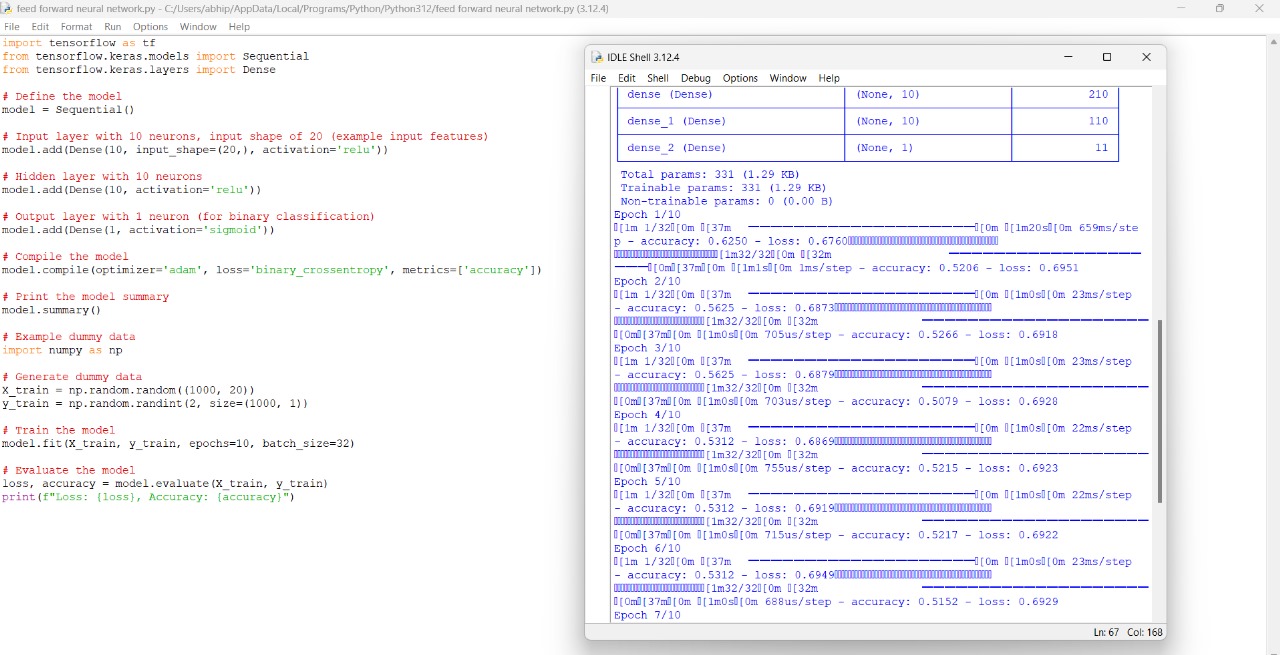 feed forward neural network.py - C:/Users/abhip/AppData/Local/Programs/Python/Python312/feed forward neural network.py (3.12.4)
File Edit Format Run Options Window Help
import tensorflow as tf
from tensorflow.keras.models import Sequential
from tensorflow.keras.layers import Dense
# Define the model
model = Sequential()
# Input layer with 10 neurons, input shape of 20 (example input features)
model.add(Dense(10, input_shape=(20,), activation='relu'))
# Hidden layer with 10 neurons
model.add(Dense(10, activation='relu'))
# Output layer with 1 neuron (for binary classification)
model.add(Dense(1, activation='sigmoid'))
# Compile the model
model.compile(optimizer='adam', loss='binary_crossentropy', metrics=['accuracy'])
# Print the model summary
model.summary()
# Example dummy data
import numpy as np
# Generate dummy data
X_train = np.random.random((1000, 20))
y_train = np.random.randint(2, size=(1000, 1))
# Train the model
model.fit(X_train, y_train, epochs=10, batch_size=32)
# Evaluate the model
loss, accuracy = model.evaluate(X_train, y_train)
print(f"Loss: {loss}, Accuracy: {accuracy}")
IDLE Shell 3.12.4
File Edit Shell Debug Options Window Help
dense (Dense) (None, 10) 210
dense_1 (Dense) (None, 10) 110
dense_2 (Dense) (None, 1) 11
Total params: 331 (1.29 KB)
Trainable params: 331 (1.29 KB)
Non-trainable params: 0 (0.00 B)
Epoch 1/10
[1m 1/32[0m [37m ━━━━━━━━━━━━━━━━━━━━[0m [1m20s[0m 659ms/ste
p - accuracy: 0.6250 - loss: 0.6760
[1m32/32[0m [32m ━━━━━━━━━━━━━━━━━
━━━[0m[37m[0m [1m1s[0m 1ms/step - accuracy: 0.5206 - loss: 0.6951
Epoch 2/10
[1m 1/32[0m [37m ━━━━━━━━━━━━━━━━━━━━[0m [1m0s[0m 23ms/step
- accuracy: 0.5625 - loss: 0.6873
[1m32/32[0m [32m ━━━━━━━━━━━━━━━━━━━━
[0m[37m[0m [1m0s[0m 705us/step - accuracy: 0.5266 - loss: 0.6918
Epoch 3/10
[1m 1/32[0m [37m ━━━━━━━━━━━━━━━━━━━━[0m [1m0s[0m 23ms/step
- accuracy: 0.5625 - loss: 0.6879
[1m32/32[0m [32m ━━━━━━━━━━━━━━━━━━━━
[0m[37m[0m [1m0s[0m 703us/step - accuracy: 0.5079 - loss: 0.6928
Epoch 4/10
[1m 1/32[0m [37m ━━━━━━━━━━━━━━━━━━━━[0m [1m0s[0m 22ms/step
- accuracy: 0.5312 - loss: 0.6869
[1m32/32[0m [32m ━━━━━━━━━━━━━━━━━━━━
[0m[37m[0m [1m0s[0m 755us/step - accuracy: 0.5215 - loss: 0.6923
Epoch 5/10
[1m 1/32[0m [37m ━━━━━━━━━━━━━━━━━━━━[0m [1m0s[0m 22ms/step
- accuracy: 0.5312 - loss: 0.6919
[1m32/32[0m [32m ━━━━━━━━━━━━━━━━━━━━
[0m[37m[0m [1m0s[0m 715us/step - accuracy: 0.5217 - loss: 0.6922
Epoch 6/10
[1m 1/32[0m [37m ━━━━━━━━━━━━━━━━━━━━[0m [1m0s[0m 23ms/step
- accuracy: 0.5312 - loss: 0.6949
[1m32/32[0m [32m ━━━━━━━━━━━━━━━━━━━━
[0m[37m[0m [1m0s[0m 688us/step - accuracy: 0.5152 - loss: 0.6929
Epoch 7/10
Ln: 67 Col: 168